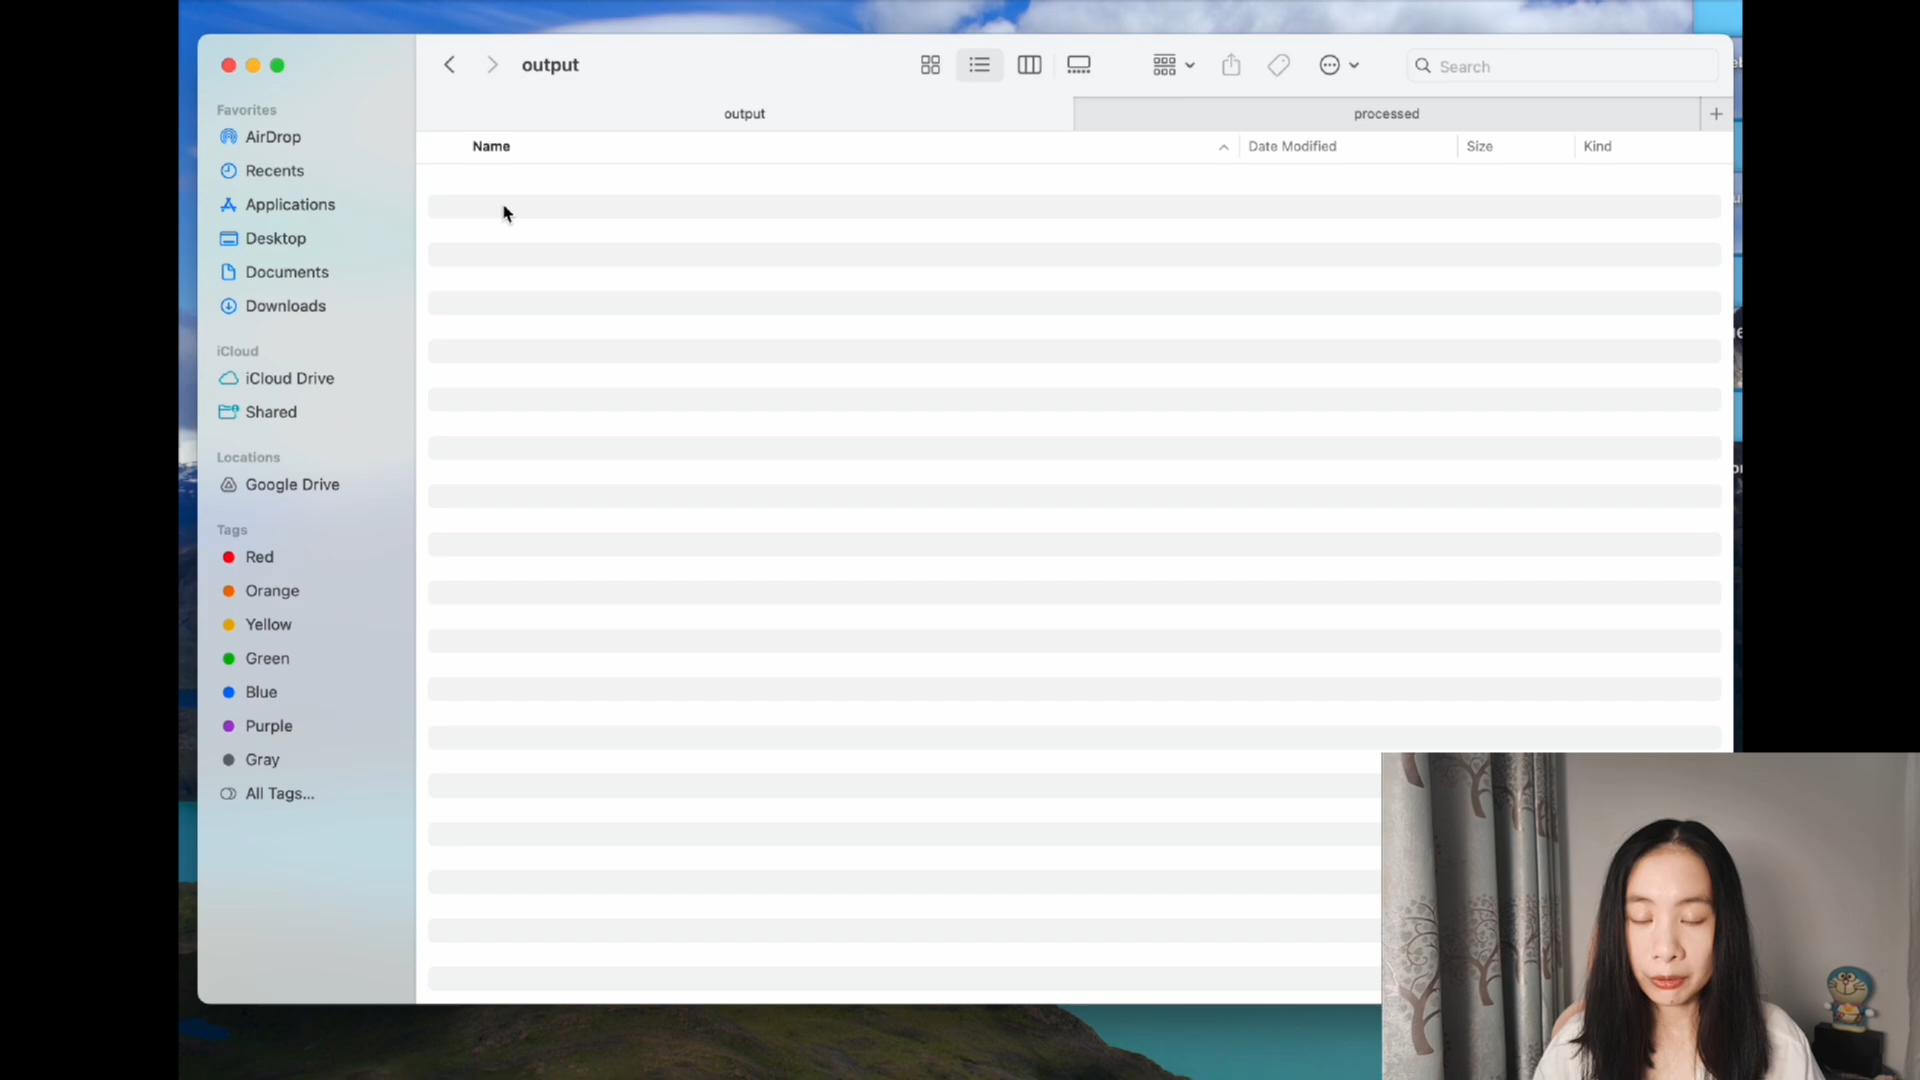 output
Search
output
processed
Name
Date Modified
Size
Kind
Favorites
AirDrop
Recents
Applications
Desktop
Documents
Downloads
iCloud
iCloud Drive
Shared
Locations
Google Drive
Tags
Red
Orange
Yellow
Green
Blue
Purple
Gray
All Tags...